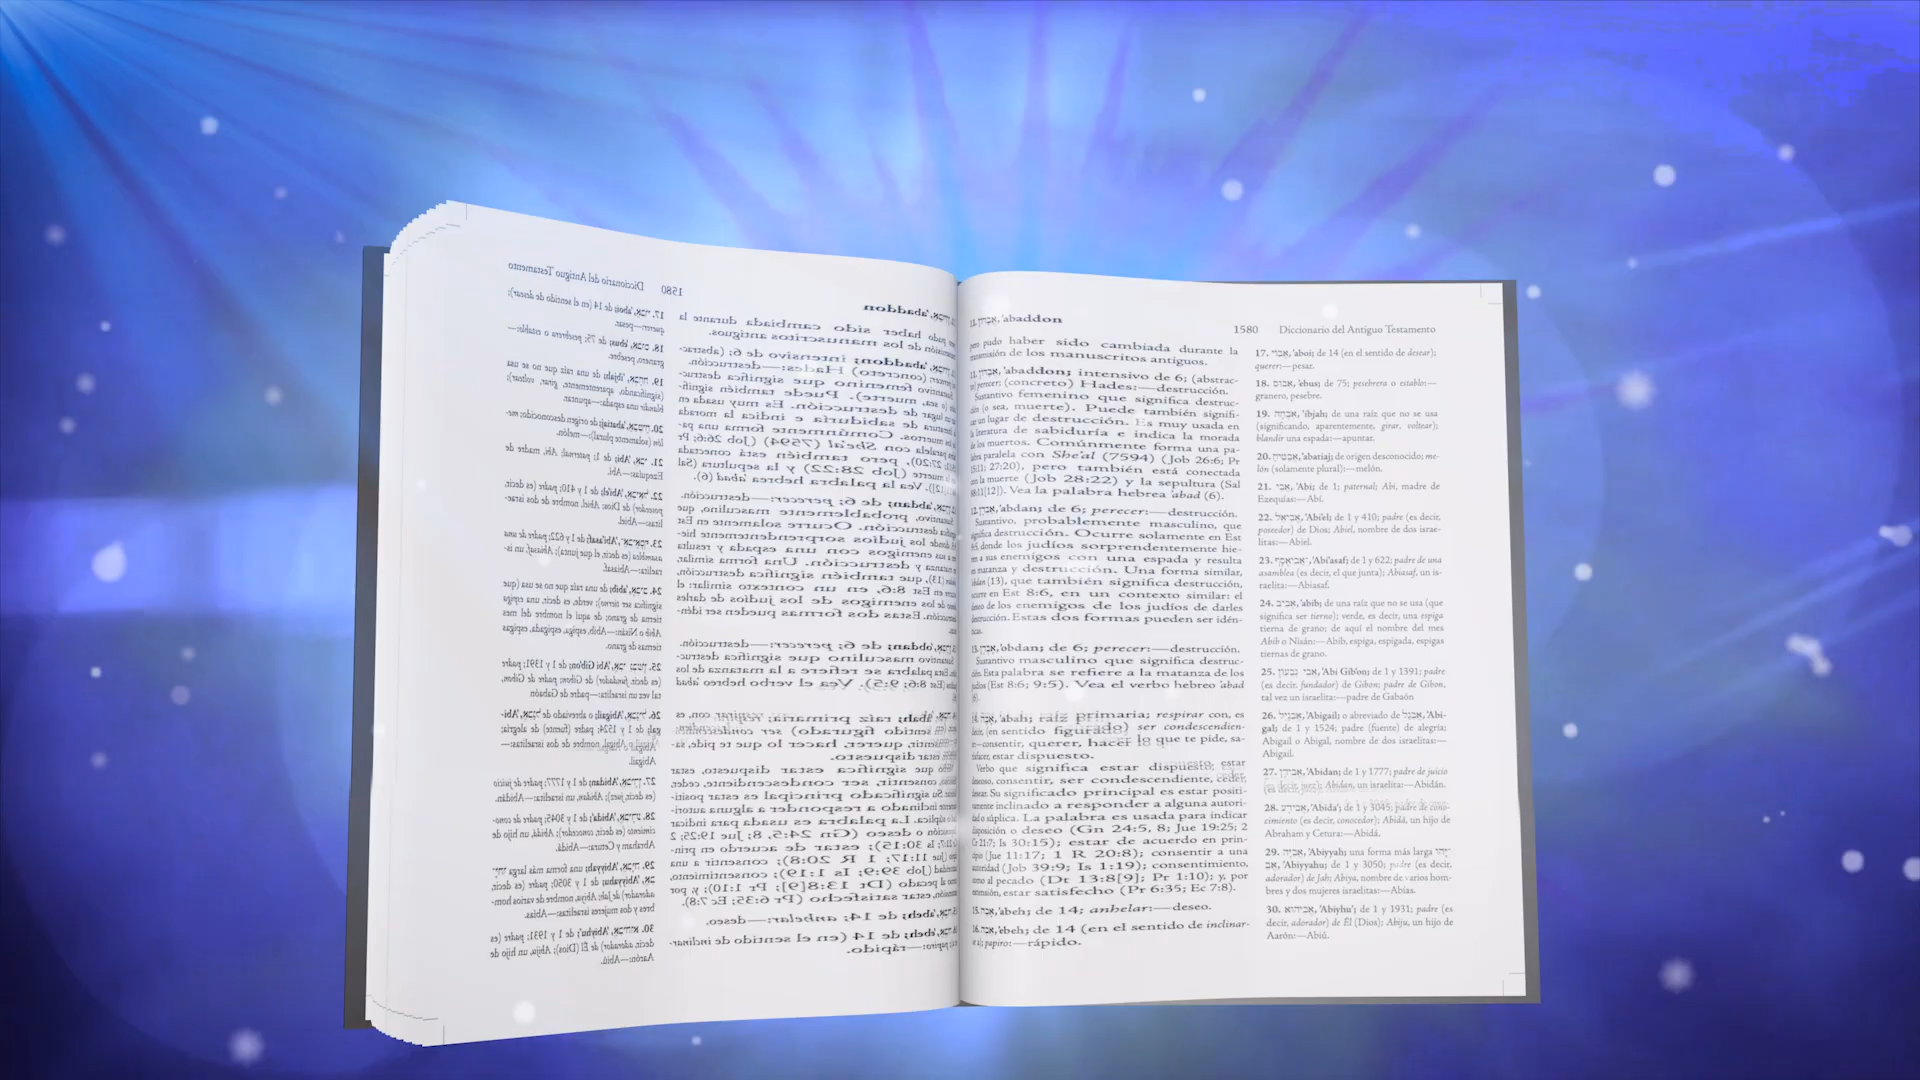 11. אֲבַדּוֹן, 'abaddon
1580 Diccionario del Antiguo Testamento
pero pudo haber sido cambiada durante la
transmisión de los manuscritos antiguos.
'abaddon; intensivo de 6; (abstrac-
perecer; (concreto) Hades:—destrucción.
Sustantivo femenino que significa destruc-
ción (o sea, muerte). Puede también signifi-
car un lugar de destrucción. Es muy usada en
la literatura de sabiduría e indica la morada
de los muertos. Comúnmente forma una pa-
labra paralela con She'al (7594) (Job 26:6; Pr
15:11; 27:20), pero también está conectada
con la muerte (Job 28:22) y la sepultura (Sal
88:11[12]). Vea la palabra hebrea 'abad (6).
12. אַבְדָן, 'abdan; de 6; perecer:—destrucción.
Sustantivo, probablemente masculino, que
significa destrucción. Ocurre solamente en Est
9:5, donde los judíos sorprendentemente hie-
ren a sus enemigos con una espada y resulta
en matanza y destrucción. Una forma similar,
'abdan (13), que también significa destrucción,
ocurre en Est 8:6, en un contexto similar: el
deseo de los enemigos de los judíos de darles
destrucción. Estas dos formas pueden ser idén-
ticas.
13. אָבְדָן, 'obdan; de 6; perecer:—destrucción.
Sustantivo masculino que significa destruc-
ción. Esta palabra se refiere a la matanza de los
judíos (Est 8:6; 9:5). Vea el verbo hebreo 'abad
(6).
14. אָבָה, 'abah; raíz primaria; respirar con, es
decir, (en sentido figurado) ser condescendien-
te—consentir, querer, hacer lo que te pide, sa-
tisfacer, estar dispuesto.
Verbo que significa estar dispuesto, estar
deseoso, consentir, ser condescendiente, ceder,
desear. Su significado principal es estar positi-
vamente inclinado a responder a alguna autori-
dad o súplica. La palabra es usada para indicar
disposición o deseo (Gn 24:5, 8; Jue 19:25; 2
Cr 21:7; Is 30:15); estar de acuerdo en prin-
cipio (Jue 11:17; 1 R 20:8); consentir a una
autoridad (Job 39:9; Is 1:19); consentimiento,
como al pecado (Dt 13:8[9]; Pr 1:10); y, por
extensión, estar satisfecho (Pr 6:35; Ec 7:8).
15. אָבֶה, 'abeh; de 14; anhelar:—deseo.
16. אֵבֶה, 'ebeh; de 14 (en el sentido de inclinar-
papiro:—rápido.
17. אֲבוֹי, 'aboi; de 14 (en el sentido de desear);
querer:—pesar.
18. אֵבוּס, 'ebus; de 75; pesebrera o establo:—
granero, pesebre.
19. אִבְחָה, 'ibjah; de una raíz que no se usa
(significando, aparentemente, girar, voltear);
blandir una espada:—apuntar.
20. אֲבַטִּיחַ, 'abatiaj; de origen desconocido; me-
lón (solamente plural):—melón.
21. אֲבִי, 'Abi; de 1; paternal; Abi, madre de
Ezequías:—Abí.
22. אֲבִיאֵל, 'Abi'el; de 1 y 410; padre (es decir,
poseedor) de Dios; Abiel, nombre de dos israe-
litas:—Abiel.
23. אֲבִיאָסָף, 'Abi'asaf; de 1 y 622; padre de una
asamblea (es decir, el que junta); Abiasaf, un is-
raelita:—Abiasaf.
24. אָבִיב, 'abib; de una raíz que no se usa (que
significa ser tierno); verde, es decir, una espiga
tierna de grano; de aquí el nombre del mes
Abib o Nisán:—Abib, espiga, espigada, espigas
tiernas de grano.
25. אֲבִי גִבְעוֹן, 'Abi Gib'on; de 1 y 1391; padre
(es decir, fundador) de Gibon; padre de Gibon,
tal vez un israelita:—padre de Gabaón
26. אֲבִיגַיִל, 'Abigail; o abreviado de אֲבִיגַל, 'Abi-
gal; de 1 y 1524; padre (fuente) de alegría;
Abigail o Abigal, nombre de dos israelitas:—
Abigail.
27. אֲבִידָן, 'Abidan; de 1 y 1777; padre de juicio
(es decir, juez); Abidan, un israelita:—Abidán.
28. אֲבִידָע, 'Abida'; de 1 y 3045; padre de cono-
cimiento (es decir, conocedor); Abidá, un hijo de
Abraham y Cetura:—Abidá.
29. אֲבִיָּה, 'Abiyyah; una forma más larga
'Abiyyahu; de 1 y 3050; padre (es decir,
adorador) de Jah; Abiya, nombre de varios hom-
bres y dos mujeres israelitas:—Abías.
30. אֲבִיהוּא, 'Abiyhu'; de 1 y 1931; padre (es
decir, adorador) de Él (Dios); Abiju, un hijo de
Aarón:—Abiú.